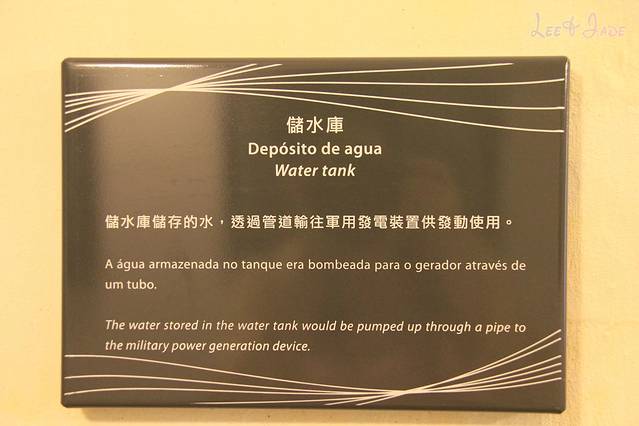 Lee & Jade
儲水庫
Depósito de agua
Water tank
儲水庫儲存的水，透過管道輸往軍用發電裝置供發動使用。
A água armazenada no tanque era bombeada para o gerador através de
um tubo.
The water stored in the water tank would be pumped up through a pipe to
the military power generation device.